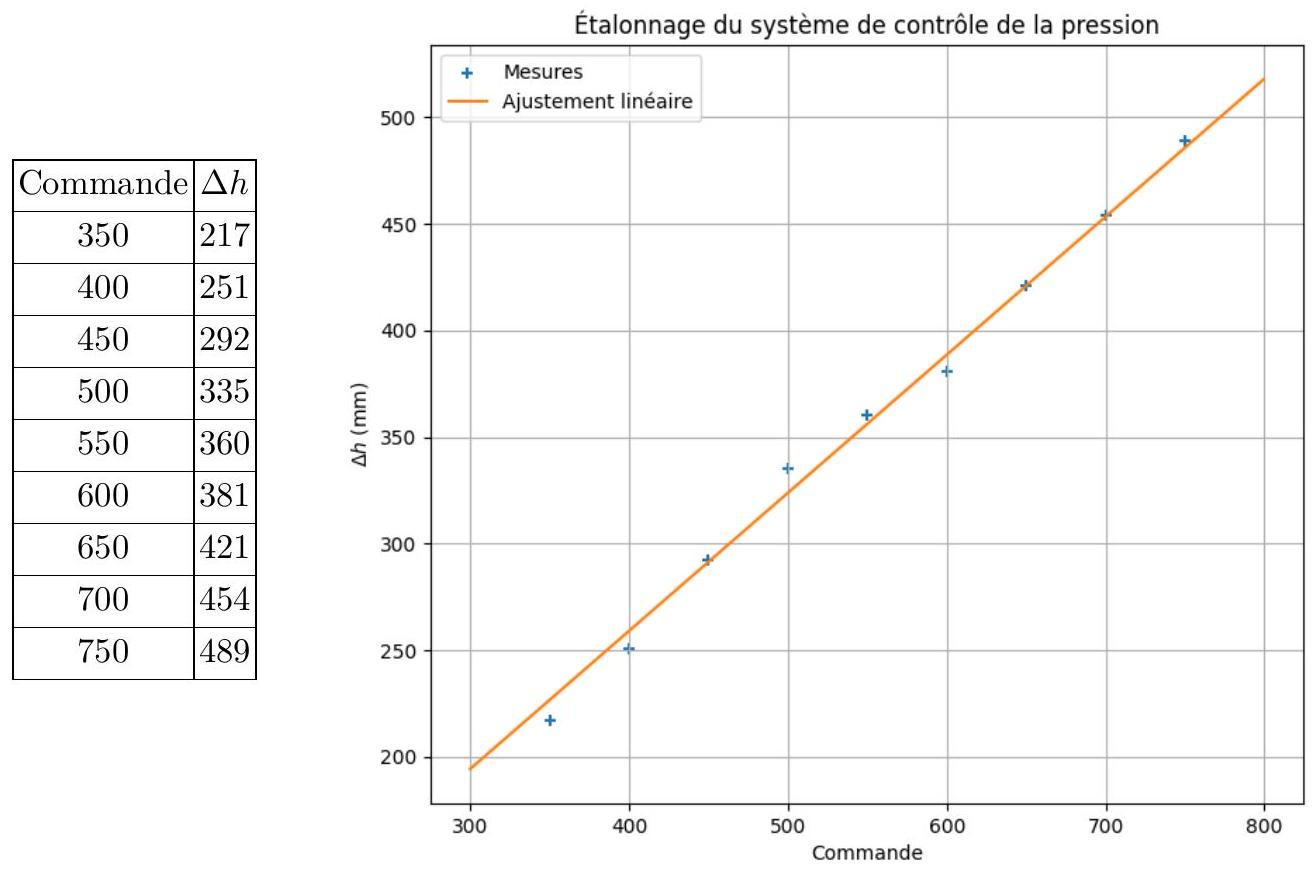 Commande Δh
350 217
400 251
450 292
500 335
550 360
600 381
650 421
700 454
750 489
Étalonnage du système de contrôle de la pression
Mesures
Ajustement linéaire
500
450
400
350
300
250
200
Δh (mm)
300 400 500 600 700 800
Commande